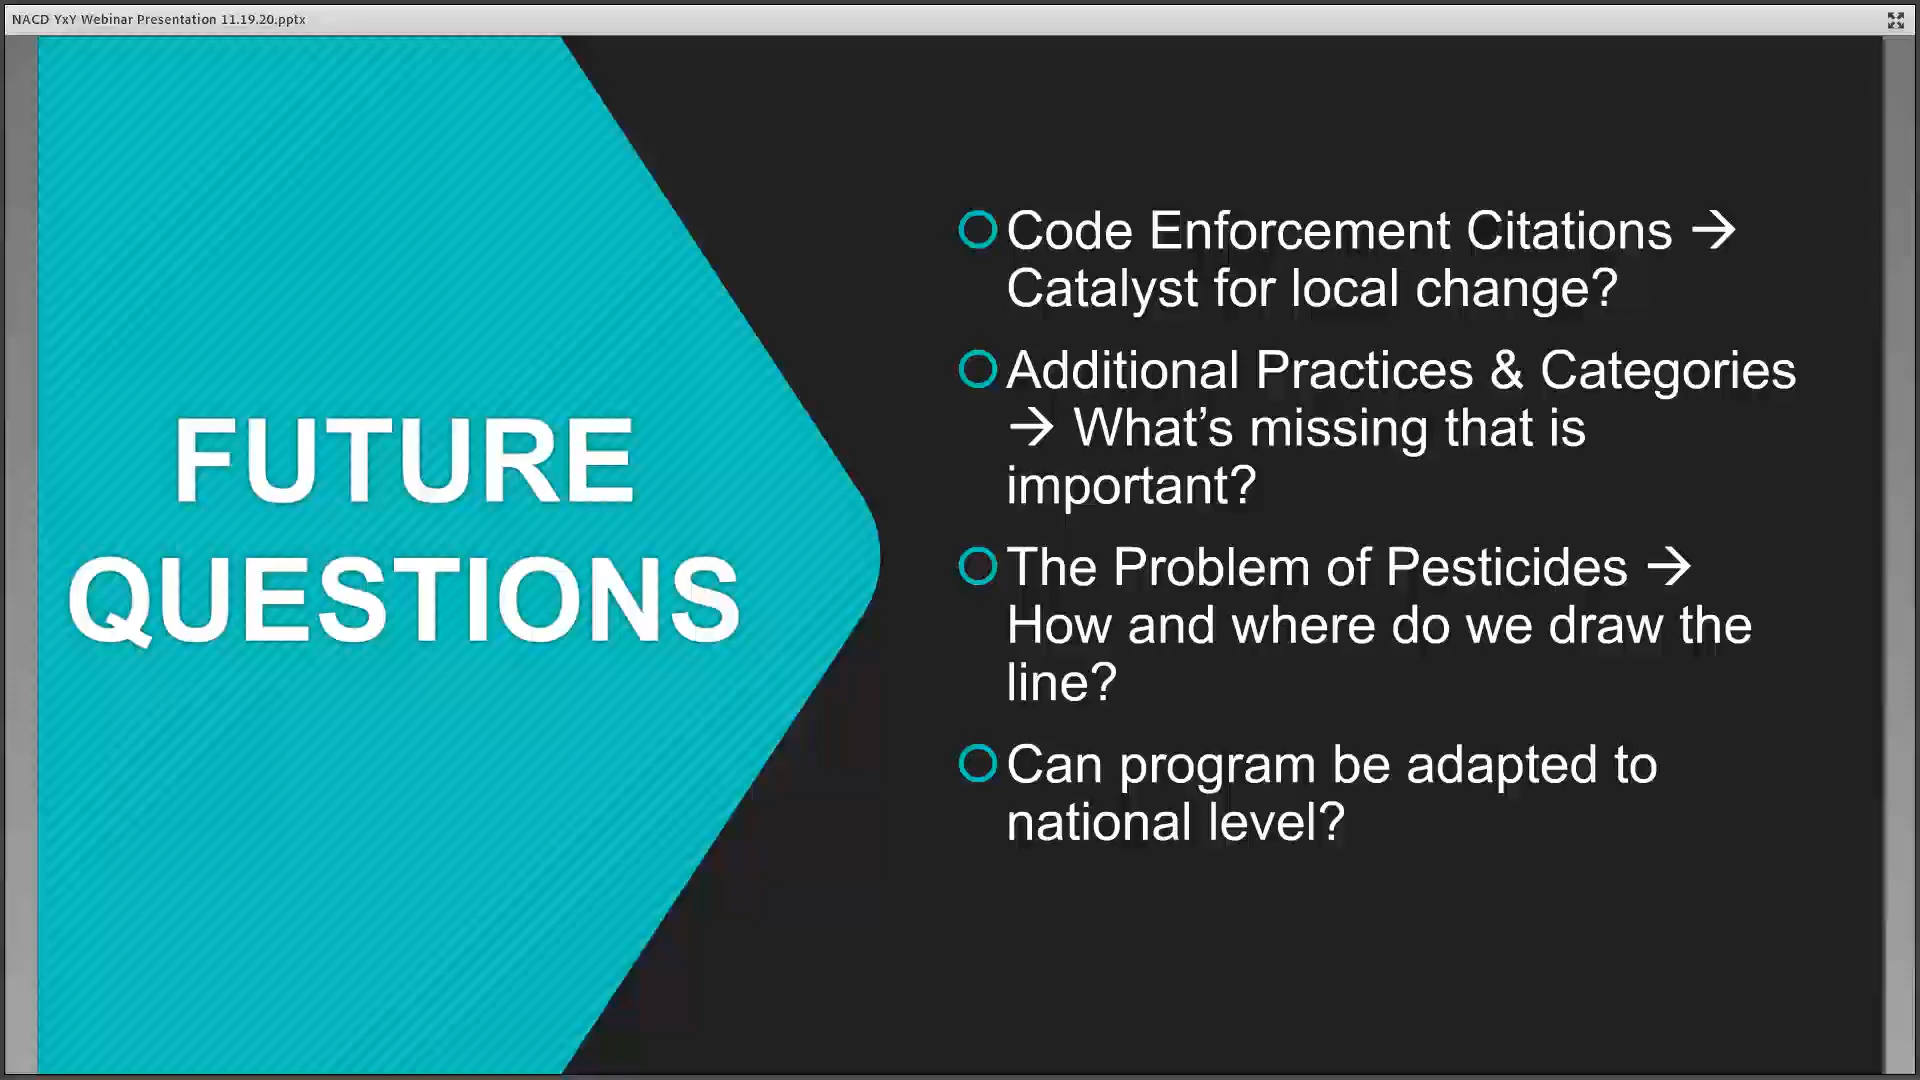 NACD YxY Webinar Presentation 11.19.20.pptx
FUTURE
QUESTIONS
Code Enforcement Citations →
Catalyst for local change?
Additional Practices & Categories
→ What’s missing that is
important?
The Problem of Pesticides →
How and where do we draw the
line?
Can program be adapted to
national level?